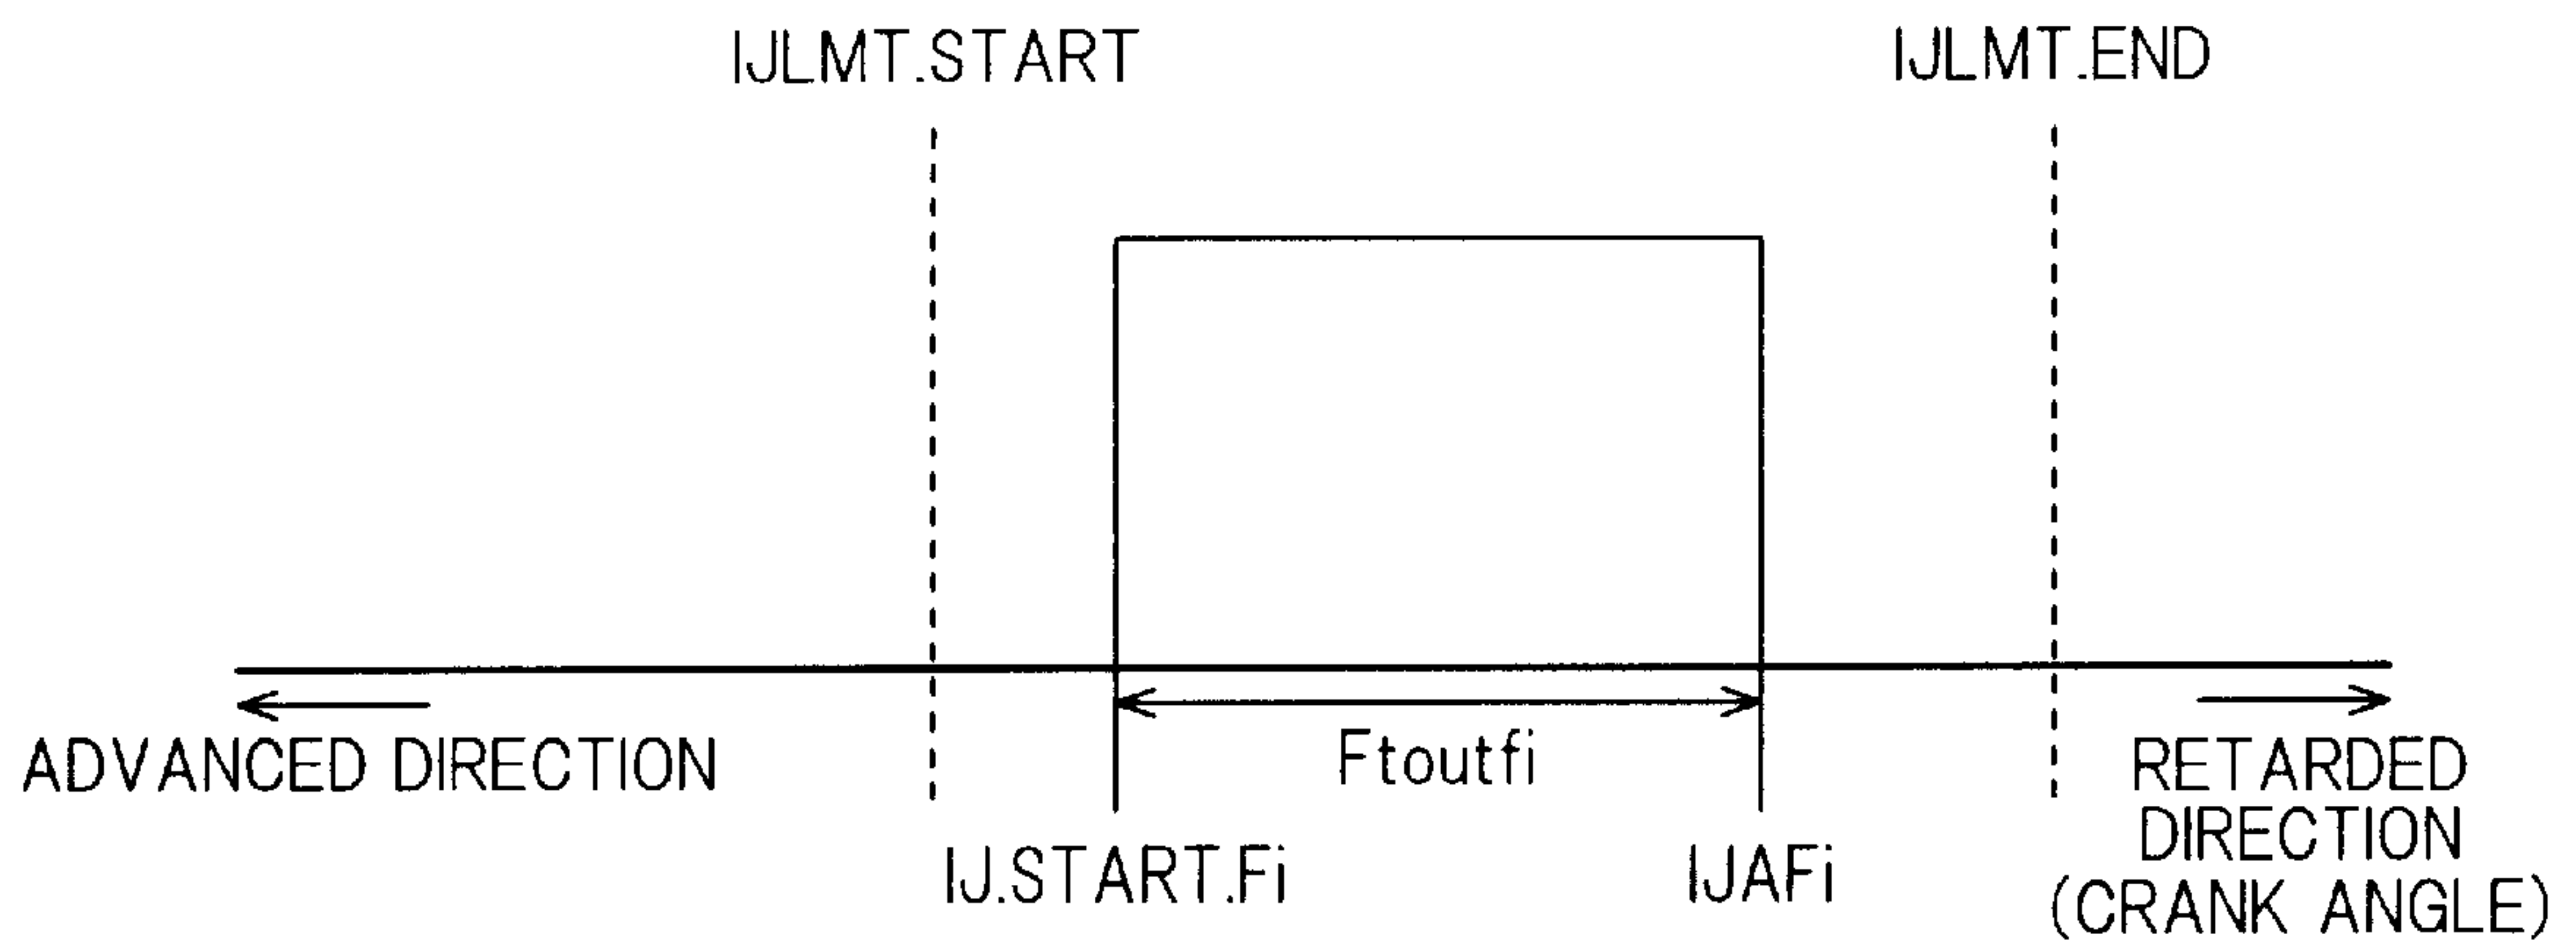 IJLMT.START
IJLMT.END
ADVANCED DIRECTION
Ftoutfi
RETARDED
DIRECTION
(CRANK ANGLE)
IJ.START.Fi
IJAFi